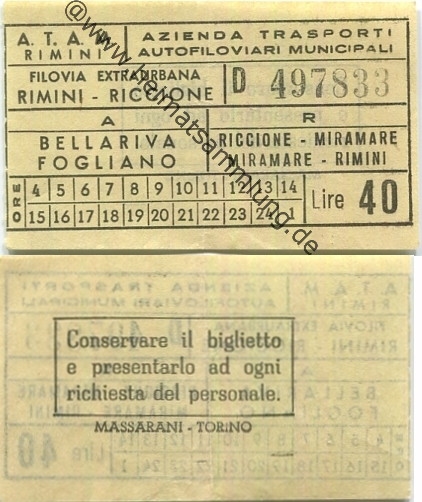 A. T. A. M.
RIMINI
AZIENDA TRASPORTI
AUTOFILOVIARI MUNICIPALI
FILOVIA EXTRAURBANA
RIMINI - RICCIONE
D 497833
A
BELLARIVA
FOGLIANO
R
RICCIONE - MIRAMARE
MIRAMARE - RIMINI
ORE
4 5 6 7 8 9 10 11 12 13 14
15 16 17 18 19 20 21 22 23 24 1
Lire 40
www.heimatsammlung.de
Conservare il biglietto
e presentarlo ad ogni
richiesta del personale.
MASSARANI - TORINO